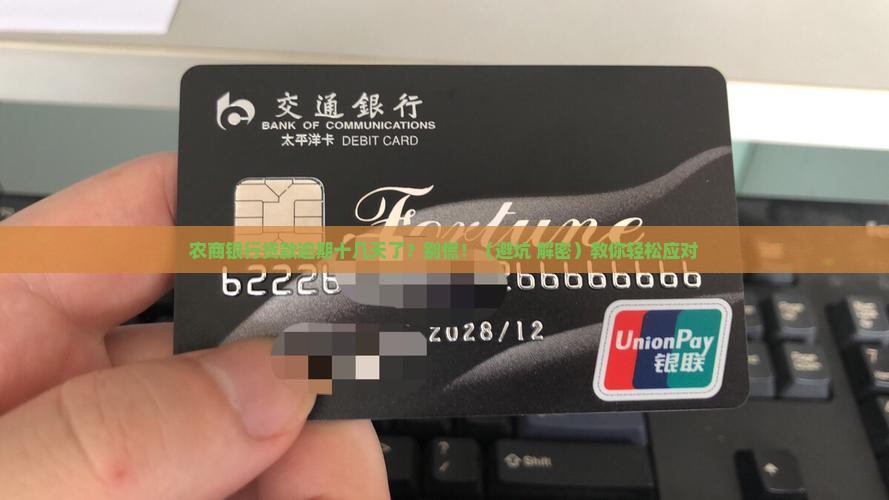 交通銀行
BANK OF COMMUNICATIONS
太平洋卡 DEBIT CARD
Fortune
农商银行贷款逾期十几天了？别慌！（避坑 解密）教你轻松应对
62226
2028/12
UnionPay
银联
Shift